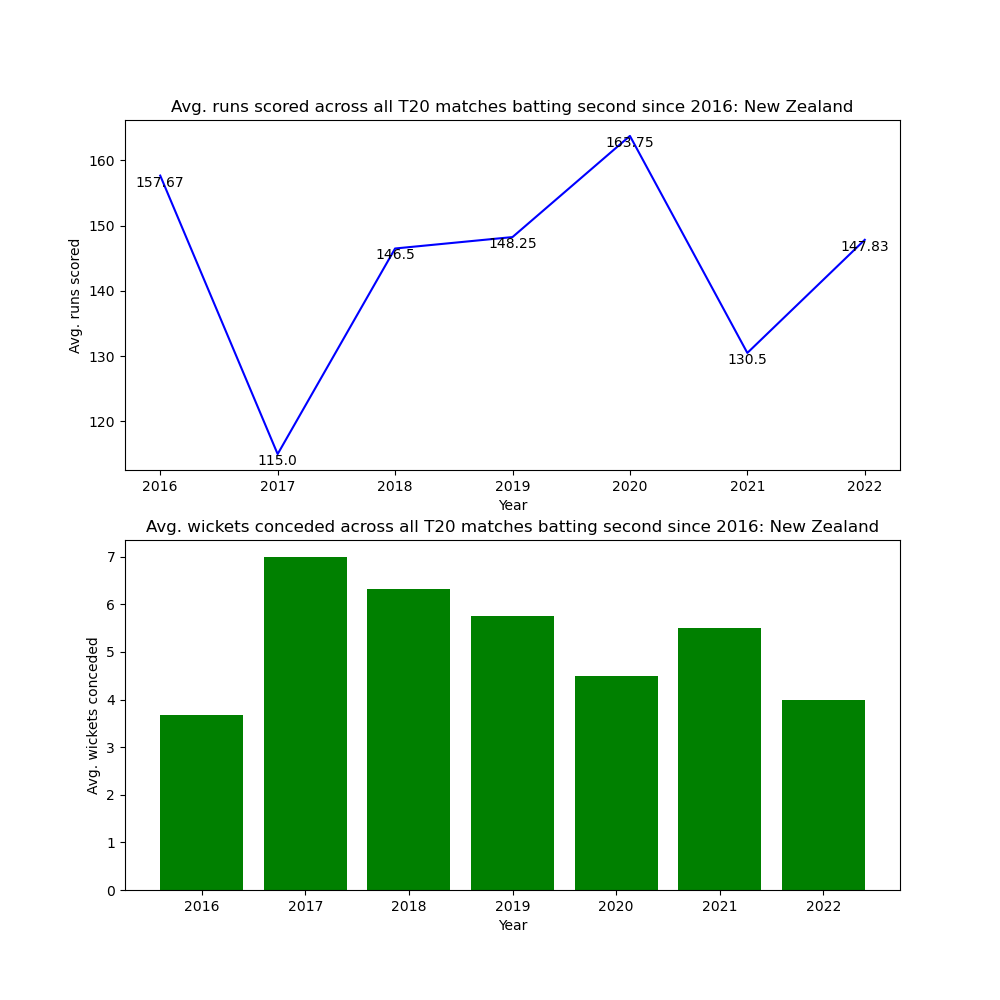 Avg. runs scored across all T20 matches batting second since 2016: New Zealand
Avg. runs scored
160
150
140
130
120
157.67
115.0
146.5
148.25
163.75
130.5
147.83
2016 2017 2018 2019 2020 2021 2022
Year
Avg. wickets conceded across all T20 matches batting second since 2016: New Zealand
Avg. wickets conceded
7
6
5
4
3
2
1
0
2016 2017 2018 2019 2020 2021 2022
Year